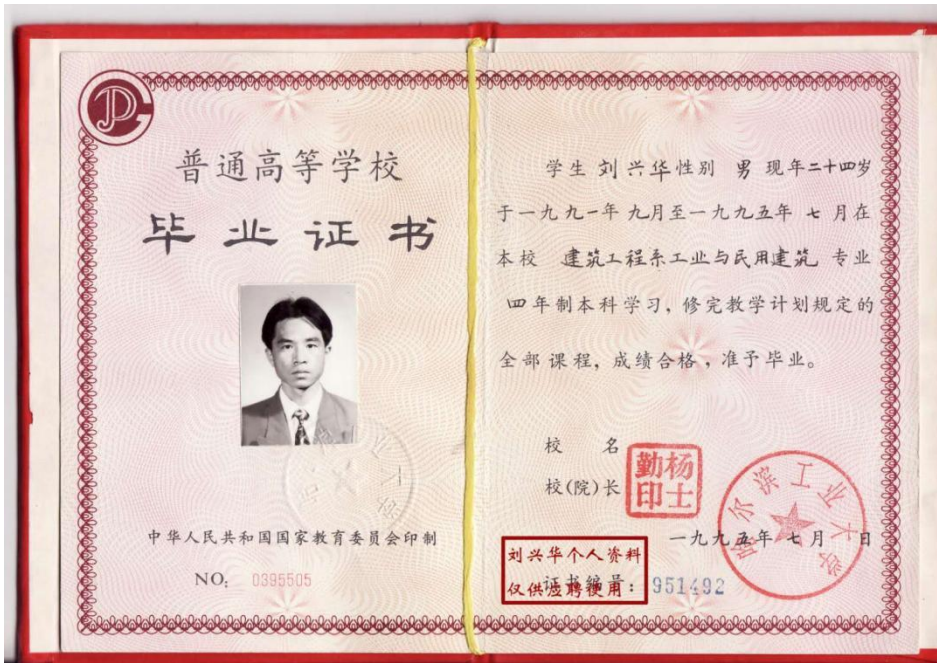 普通高等学校
毕业证书
中华人民共和国国家教育委员会印制
NO: 0395505
学生 刘兴华 性别 男 现年二十四岁
于一九九一年 九月至一九九五年 七 月在
本校 建筑工程系工业与民用建筑 专业
四年制本科学习, 修完教学计划规定的
全部课程, 成绩合格, 准予毕业。
校 名
校(院)长
杨士勤印
哈尔滨工业大学
一九九五年 七 月 日
刘兴华个人资料
仅供应聘使用
证书编号: 951492